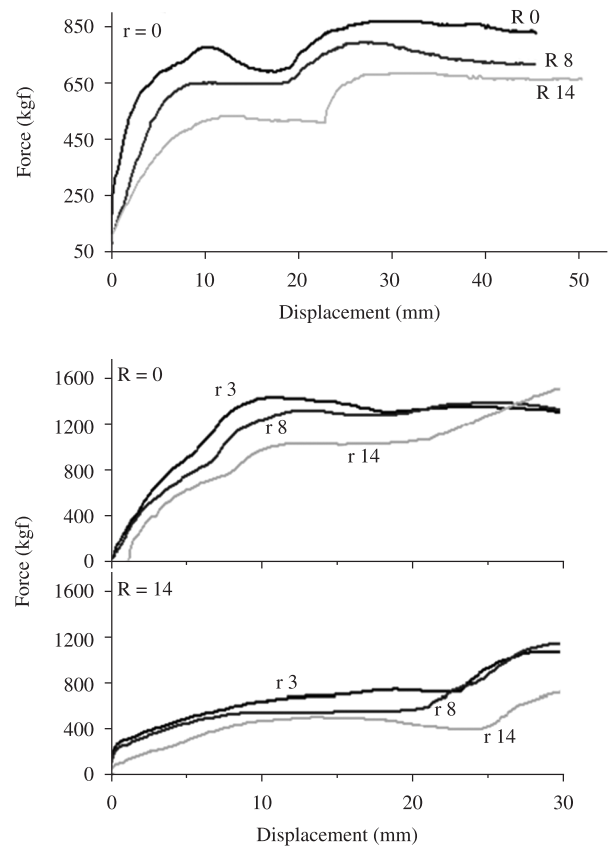 r = 0
R 0
R 8
R 14
850
650
450
250
50
Force (kgf)
0
10
20
30
40
50
Displacement (mm)
R = 0
r 3
r 8
r 14
1600
1200
800
400
0
R = 14
r 3
r 8
r 14
1600
1200
800
400
0
Force (kgf)
0
10
20
30
Displacement (mm)